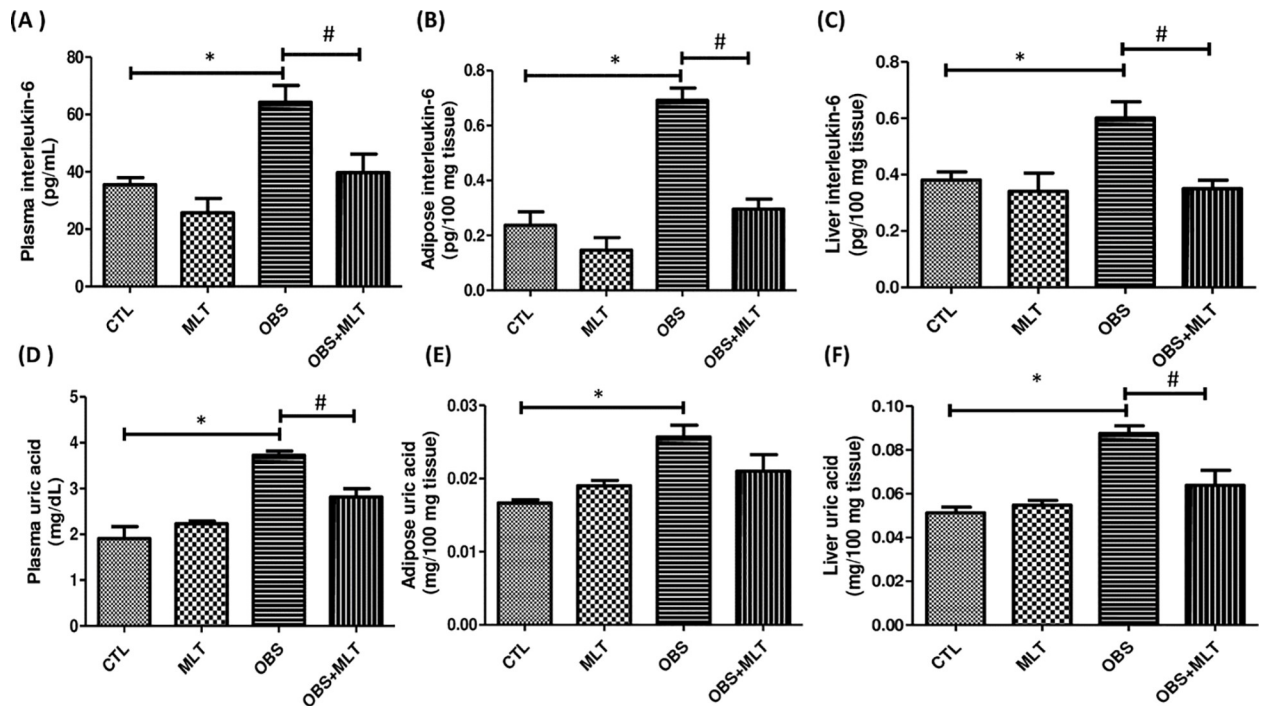 (A )
Plasma interleukin-6
(pg/mL)
80
60
40
20
0
*
#
CTL
MLT
OBS
OBS+MLT
(B)
Adipose interleukin-6
(pg/100 mg tissue)
0.8
0.6
0.4
0.2
0.0
*
#
CTL
MLT
OBS
OBS+MLT
(C)
Liver interleukin-6
(pg/100 mg tissue)
0.8
0.6
0.4
0.2
0.0
*
#
CTL
MLT
OBS
OBS+MLT
(D )
Plasma uric acid
(mg/dL)
5
4
3
2
1
0
*
#
CTL
MLT
OBS
OBS+MLT
(E)
Adipose uric acid
(mg/100 mg tissue)
0.03
0.02
0.01
0.00
*
CTL
MLT
OBS
OBS+MLT
(F)
Liver uric acid
(mg/100 mg tissue)
0.10
0.08
0.06
0.04
0.02
0.00
*
#
CTL
MLT
OBS
OBS+MLT